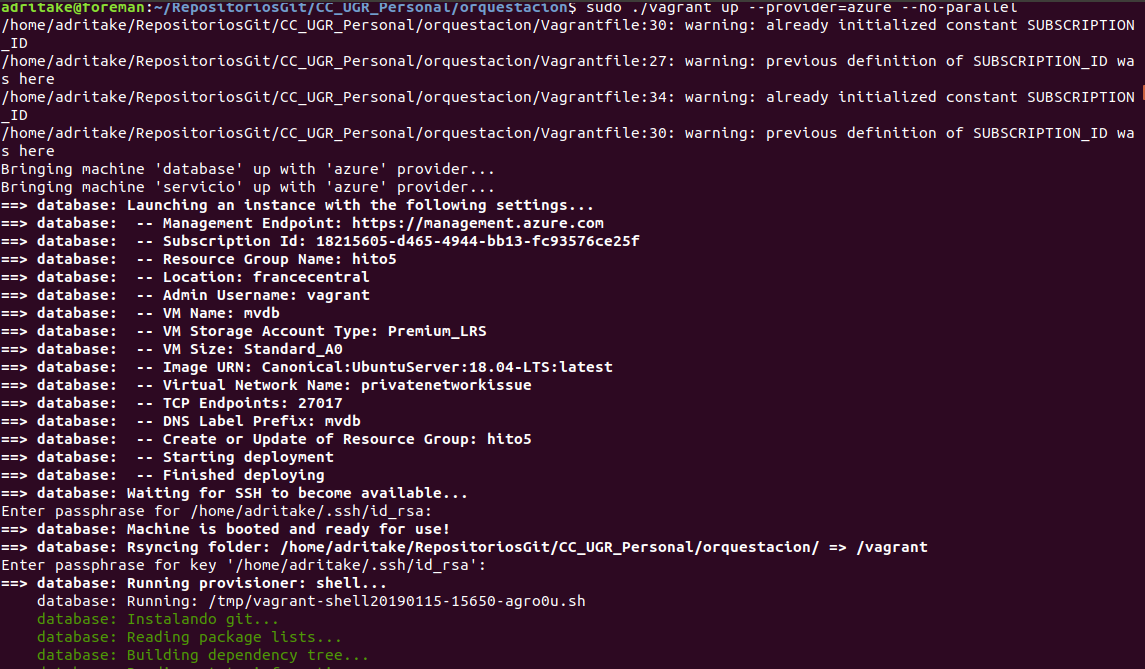 adritake@foreman:~/RepositoriosGit/CC_UGR_Personal/orquestacion$ sudo ./vagrant up --provider=azure --no-parallel
/home/adritake/RepositoriosGit/CC_UGR_Personal/orquestacion/Vagrantfile:30: warning: already initialized constant SUBSCRIPTION
_ID
/home/adritake/RepositoriosGit/CC_UGR_Personal/orquestacion/Vagrantfile:27: warning: previous definition of SUBSCRIPTION_ID wa
s here
/home/adritake/RepositoriosGit/CC_UGR_Personal/orquestacion/Vagrantfile:34: warning: already initialized constant SUBSCRIPTION
_ID
/home/adritake/RepositoriosGit/CC_UGR_Personal/orquestacion/Vagrantfile:30: warning: previous definition of SUBSCRIPTION_ID wa
s here
Bringing machine 'database' up with 'azure' provider...
Bringing machine 'servicio' up with 'azure' provider...
==> database: Launching an instance with the following settings...
==> database:  -- Management Endpoint: https://management.azure.com
==> database:  -- Subscription Id: 18215605-d465-4944-bb13-fc93576ce25f
==> database:  -- Resource Group Name: hito5
==> database:  -- Location: francecentral
==> database:  -- Admin Username: vagrant
==> database:  -- VM Name: mvdb
==> database:  -- VM Storage Account Type: Premium_LRS
==> database:  -- VM Size: Standard_A0
==> database:  -- Image URN: Canonical:UbuntuServer:18.04-LTS:latest
==> database:  -- Virtual Network Name: privatenetworkissue
==> database:  -- TCP Endpoints: 27017
==> database:  -- DNS Label Prefix: mvdb
==> database:  -- Create or Update of Resource Group: hito5
==> database:  -- Starting deployment
==> database:  -- Finished deploying
==> database: Waiting for SSH to become available...
Enter passphrase for /home/adritake/.ssh/id_rsa:
==> database: Machine is booted and ready for use!
==> database: Rsyncing folder: /home/adritake/RepositoriosGit/CC_UGR_Personal/orquestacion/ => /vagrant
Enter passphrase for key '/home/adritake/.ssh/id_rsa':
==> database: Running provisioner: shell...
    database: Running: /tmp/vagrant-shell20190115-15650-agro0u.sh
    database: Instalando git...
    database: Reading package lists...
    database: Building dependency tree...